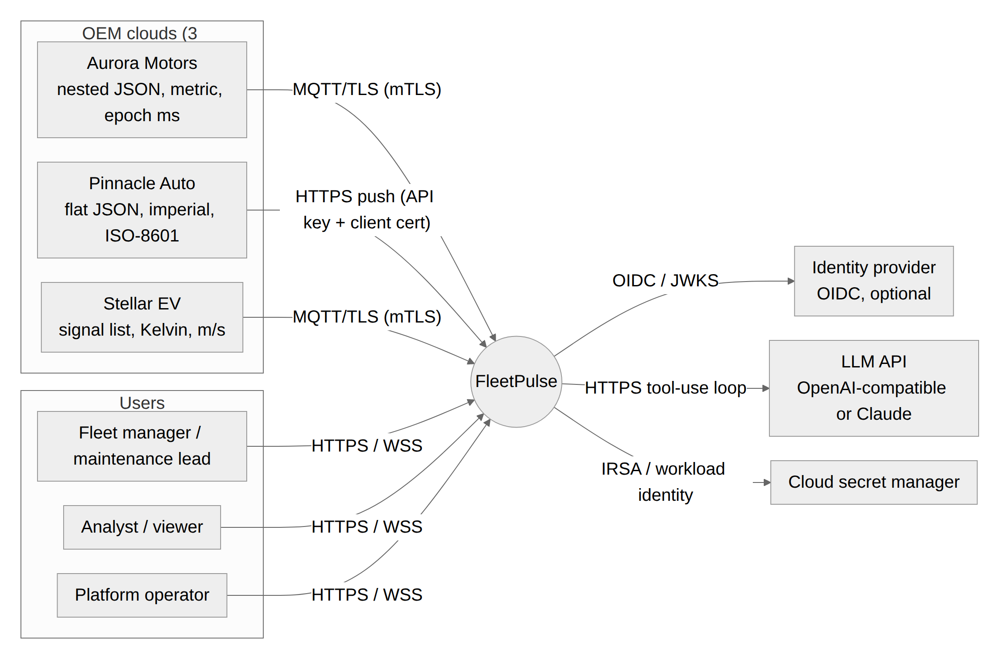 OEM clouds (3
Aurora Motors
nested JSON, metric,
epoch ms
Pinnacle Auto
flat JSON, imperial,
ISO-8601
Stellar EV
signal list, Kelvin, m/s
Users
Fleet manager /
maintenance lead
Analyst / viewer
Platform operator
MQTT/TLS (mTLS)
HTTPS push (API
key + client cert)
MQTT/TLS (mTLS)
HTTPS / WSS
HTTPS / WSS
HTTPS / WSS
FleetPulse
OIDC / JWKS
HTTPS tool-use loop
IRSA / workload
identity
Identity provider
OIDC, optional
LLM API
OpenAI-compatible
or Claude
Cloud secret manager